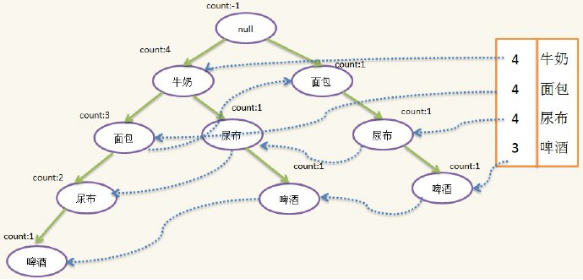 count:-1
null
count:4
牛奶
count:1
面包
4 牛奶
4 面包
4 尿布
3 啤酒
count:3
面包
count:1
尿布
count:1
尿布
count:2
尿布
count:1
啤酒
count:1
啤酒
count:1
啤酒